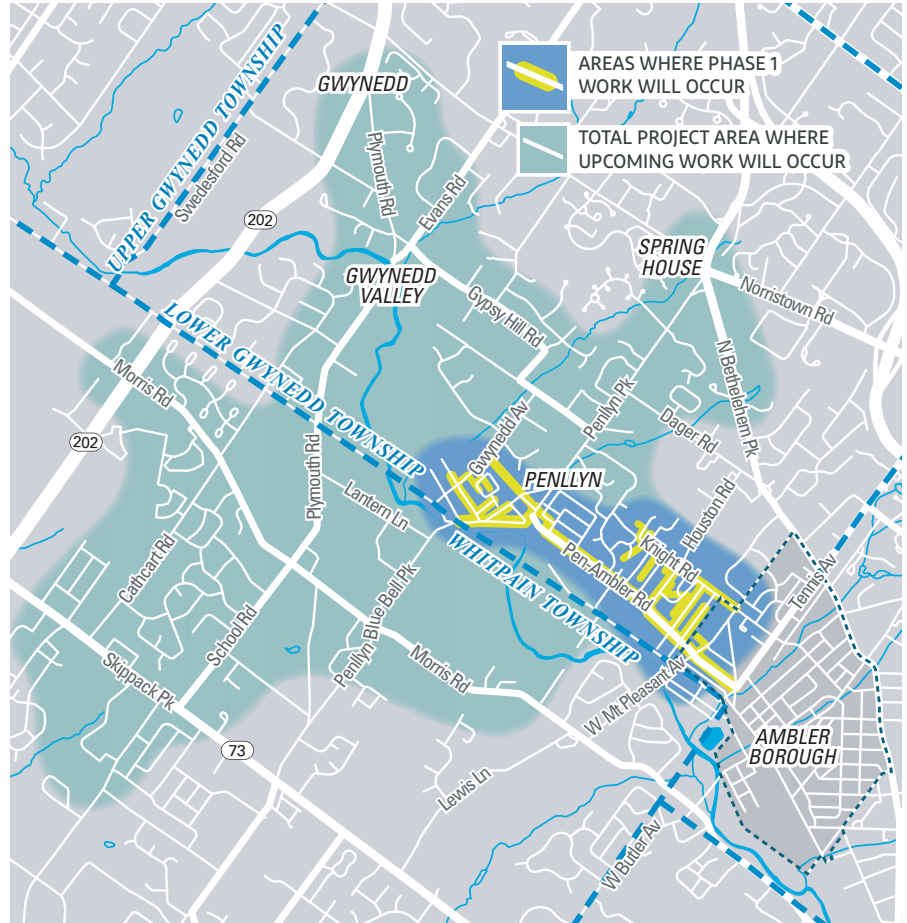 AREAS WHERE PHASE 1
WORK WILL OCCUR
TOTAL PROJECT AREA WHERE
UPCOMING WORK WILL OCCUR
GWYNEDD
UPPER GWYNEDD TOWNSHIP
Swedesford Rd
Plymouth Rd
Evans Rd
202
GWYNEDD
VALLEY
SPRING
HOUSE
Norristown Rd
Gypsy Hill Rd
LOWER GWYNEDD TOWNSHIP
Morris Rd
N Bethelehem Pk
Penllyn Pk
Dager Rd
Gwynedd Av
202
Plymouth Rd
PENLLYN
Lantern Ln
Houston Rd
Knight Rd
WHITPAIN TOWNSHIP
Pen-Ambler Rd
Tennis Av
Cathcart Rd
School Rd
Penllyn Blue Bell Pk
Skippack Pk
Morris Rd
W Mt Pleasant Av
73
AMBLER
BOROUGH
Lewis Ln
W Butler Av